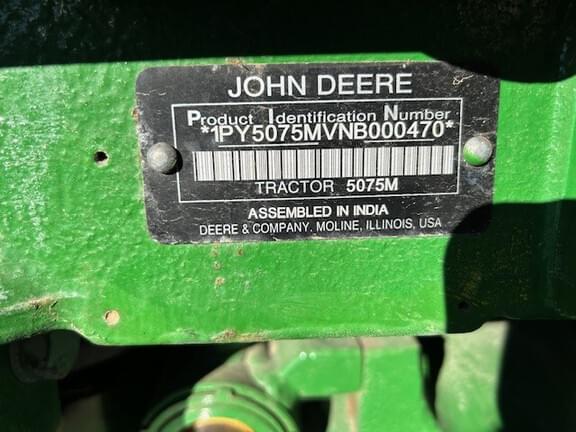 JOHN DEERE
Product Identification Number
*1PY5075MVNB000470*
TRACTOR 5075M
ASSEMBLED IN INDIA
DEERE & COMPANY. MOLINE, ILLINOIS, USA